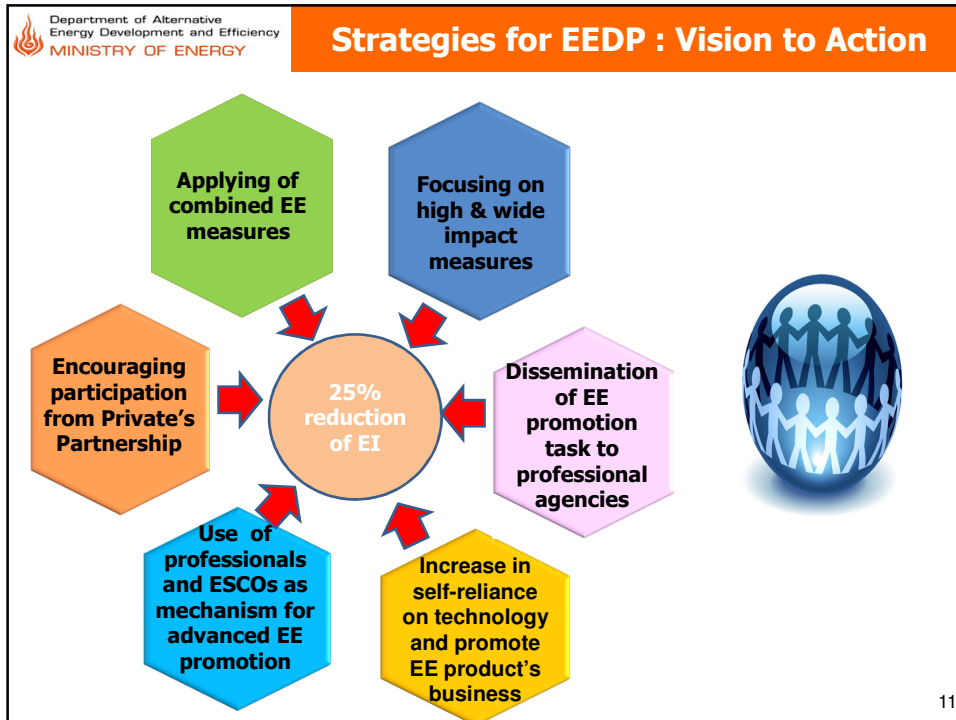 Department of Alternative
Energy Development and Efficiency
MINISTRY OF ENERGY
Strategies for EEDP : Vision to Action
Applying of
combined EE
measures
Focusing on
high & wide
impact
measures
Encouraging
participation
from Private's
Partnership
25%
reduction
of EI
Dissemination
of EE
promotion
task to
professional
agencies
Use of
professionals
and ESCOs as
mechanism for
advanced EE
promotion
Increase in
self-reliance
on technology
and promote
EE product's
business
11